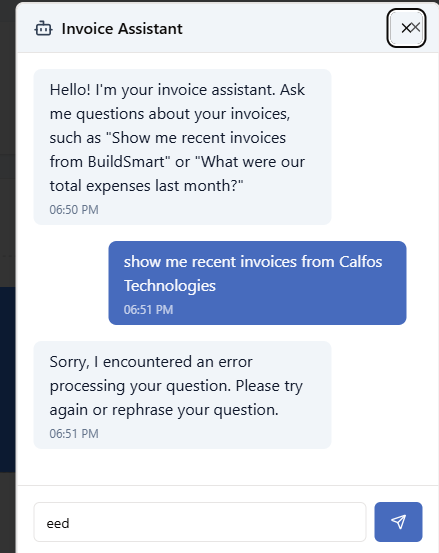 Invoice Assistant
Hello! I'm your invoice assistant. Ask
me questions about your invoices,
such as "Show me recent invoices
from BuildSmart" or "What were our
total expenses last month?"
06:50 PM
show me recent invoices from Calfos
Technologies
06:51 PM
Sorry, I encountered an error
processing your question. Please try
again or rephrase your question.
06:51 PM
eed